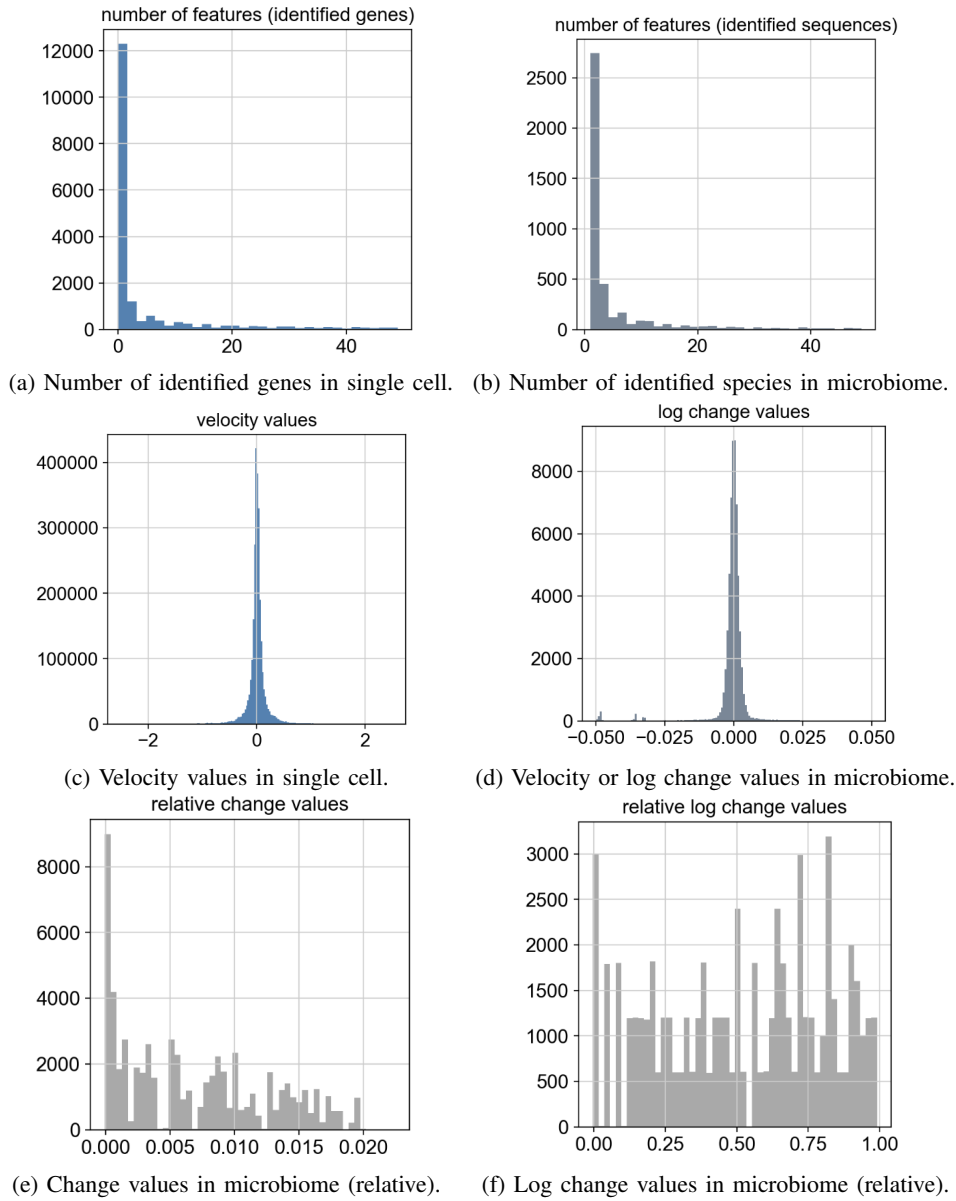 number of features (identified genes)
12000
10000
8000
6000
4000
2000
0
0 20 40
(a) Number of identified genes in single cell.
number of features (identified sequences)
2500
2000
1500
1000
500
0
0 20 40
(b) Number of identified species in microbiome.
velocity values
400000
300000
200000
100000
0
−2 0 2
(c) Velocity values in single cell.
log change values
8000
6000
4000
2000
0
−0.050 −0.025 0.000 0.025 0.050
(d) Velocity or log change values in microbiome.
relative change values
8000
6000
4000
2000
0
0.000 0.005 0.010 0.015 0.020
(e) Change values in microbiome (relative).
relative log change values
3000
2500
2000
1500
1000
500
0
0.00 0.25 0.50 0.75 1.00
(f) Log change values in microbiome (relative).